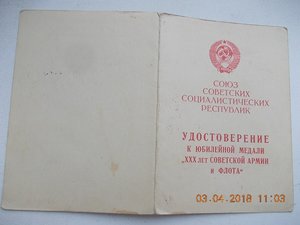 СОЮЗ
СОВЕТСКИХ
СОЦИАЛИСТИЧЕСКИХ
РЕСПУБЛИК
УДОСТОВЕРЕНИЕ
К ЮБИЛЕЙНОЙ МЕДАЛИ
„XXX ЛЕТ СОВЕТСКОЙ АРМИИ
И ФЛОТА“
03.04.2018 11:03